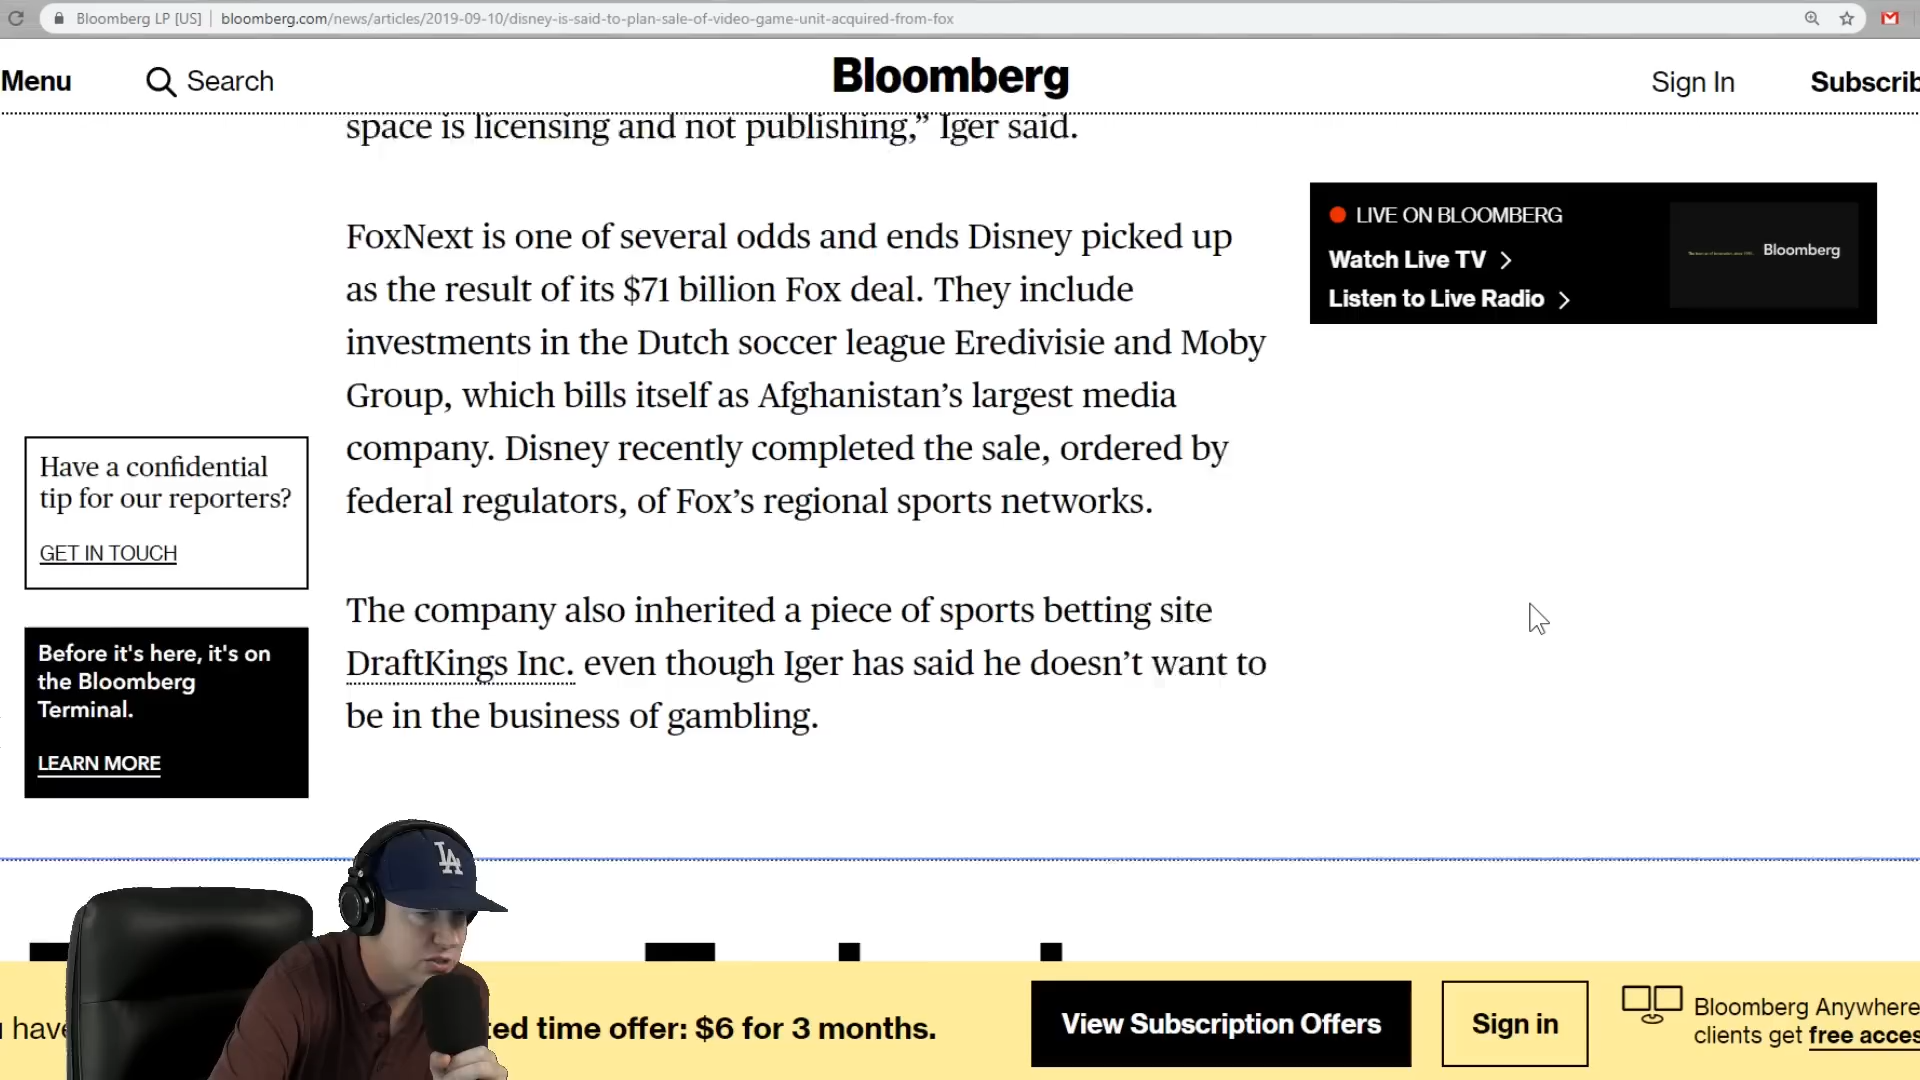 Bloomberg LP [US] | bloomberg.com/news/articles/2019-09-10/disney-is-said-to-plan-sale-of-video-game-unit-acquired-from-fox
Menu
Search
Bloomberg
Sign In
Subscrib
space is licensing and not publishing,” Iger said.
FoxNext is one of several odds and ends Disney picked up
as the result of its $71 billion Fox deal. They include
investments in the Dutch soccer league Eredivisie and Moby
Group, which bills itself as Afghanistan’s largest media
company. Disney recently completed the sale, ordered by
federal regulators, of Fox’s regional sports networks.
The company also inherited a piece of sports betting site
DraftKings Inc. even though Iger has said he doesn’t want to
be in the business of gambling.
LIVE ON BLOOMBERG
Watch Live TV
Listen to Live Radio
Bloomberg
Have a confidential
tip for our reporters?
GET IN TOUCH
Before it's here, it's on
the Bloomberg
Terminal.
LEARN MORE
LA
have
ted time offer: $6 for 3 months.
View Subscription Offers
Sign in
Bloomberg Anywhere
clients get free acces